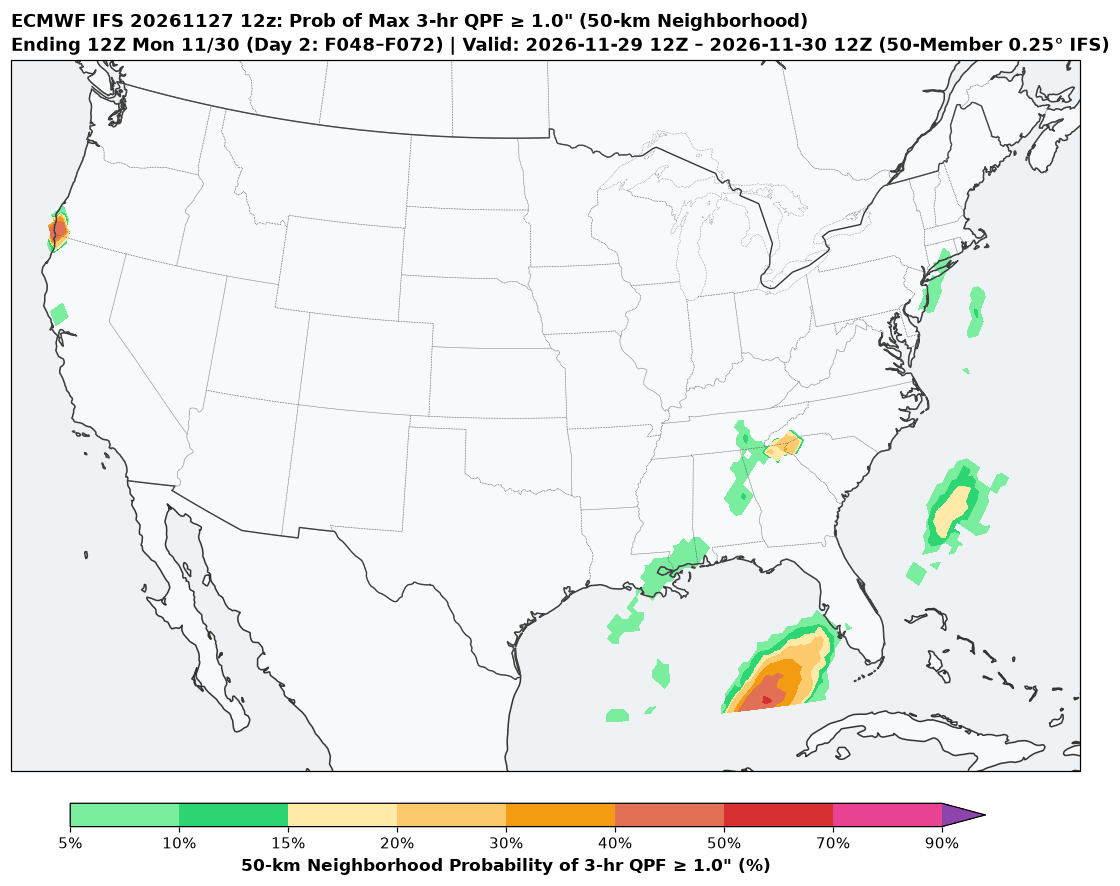 ECMWF IFS 20261127 12z: Prob of Max 3-hr QPF ≥ 1.0" (50-km Neighborhood)
Ending 12Z Mon 11/30 (Day 2: F048–F072) | Valid: 2026-11-29 12Z – 2026-11-30 12Z (50-Member 0.25° IFS)
5% 10% 15% 20% 30% 40% 50% 70% 90%
50-km Neighborhood Probability of 3-hr QPF ≥ 1.0" (%)